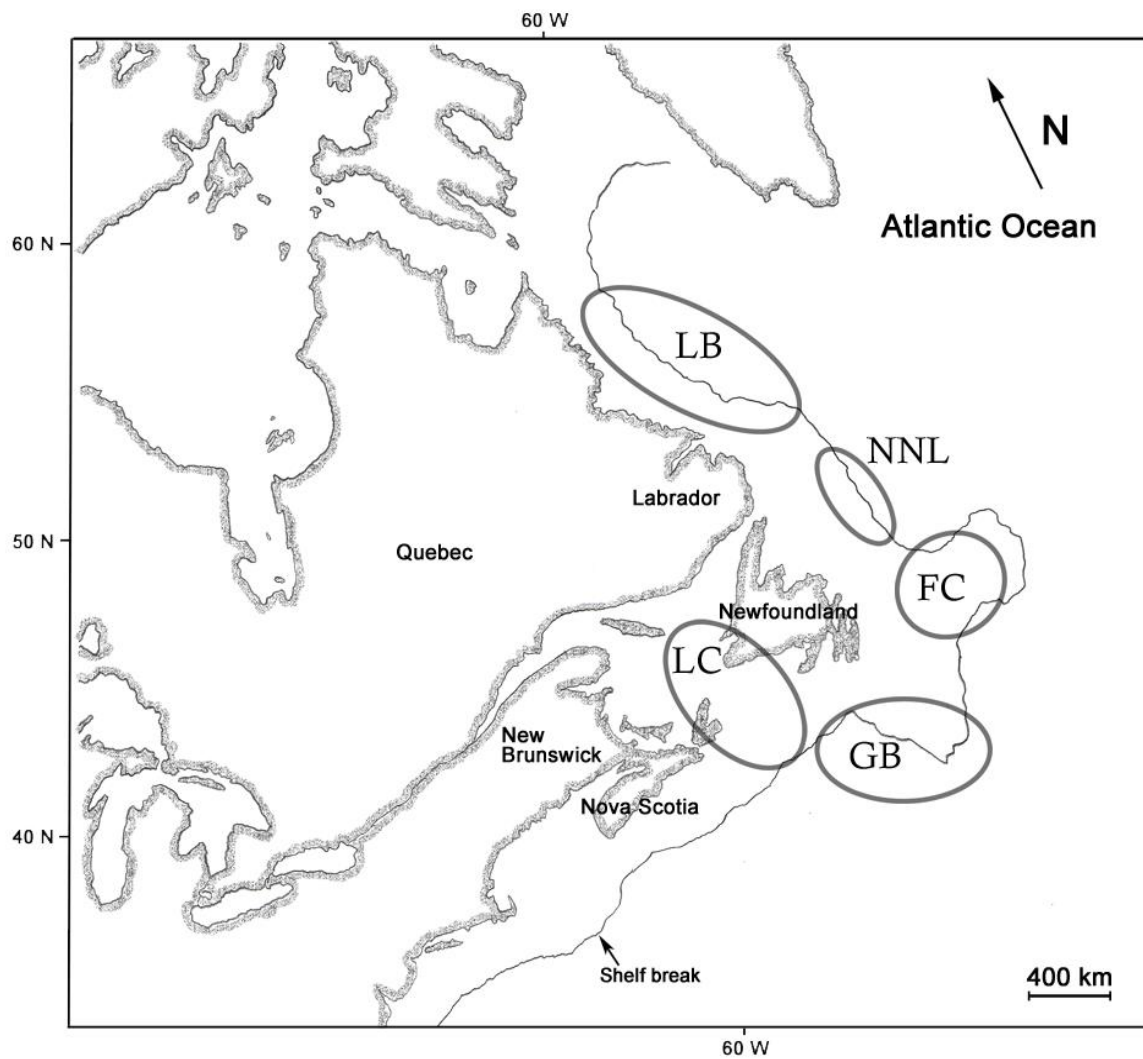 60 W
N
Atlantic Ocean
60 N
LB
NNL
Labrador
50 N
Quebec
FC
Newfoundland
LC
New
Brunswick
GB
Nova Scotia
40 N
Shelf break
400 km
60 W